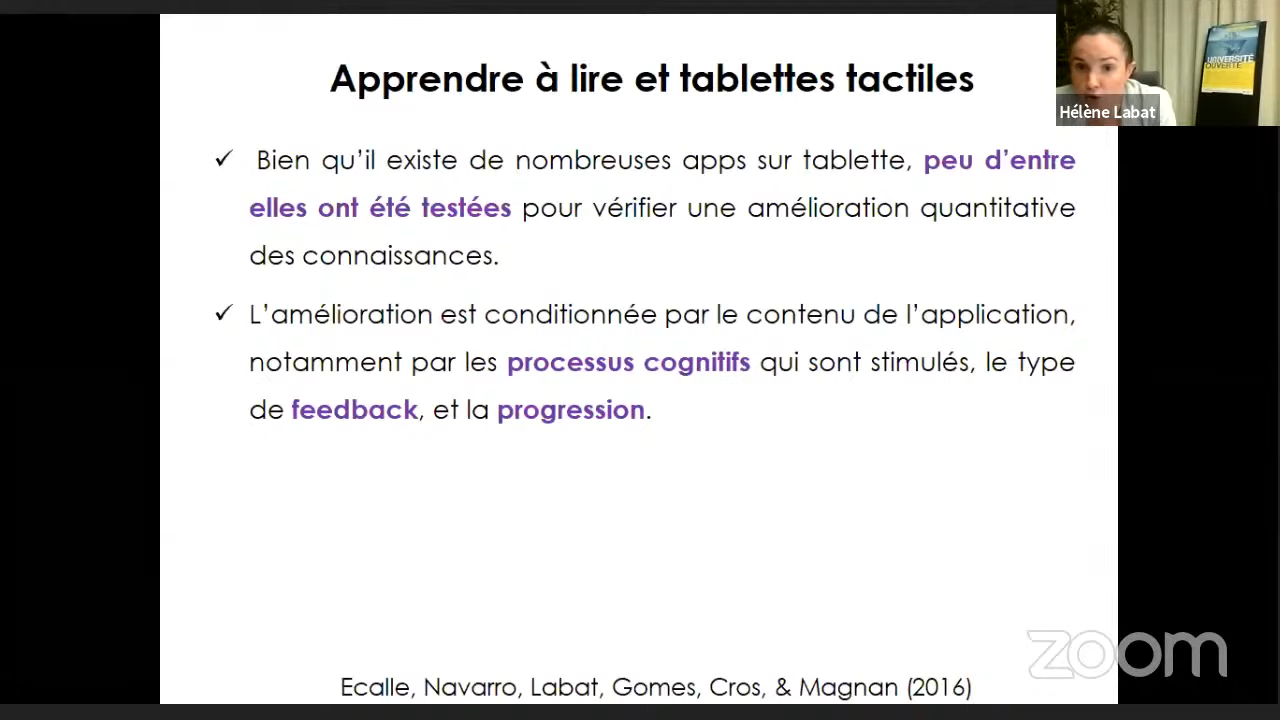 Apprendre à lire et tablettes tactiles
UNIVERSITÉ
OUVERTE
Hélène Labat
✓ Bien qu’il existe de nombreuses apps sur tablette, peu d’entre
elles ont été testées pour vérifier une amélioration quantitative
des connaissances.
✓ L’amélioration est conditionnée par le contenu de l’application,
notamment par les processus cognitifs qui sont stimulés, le type
de feedback, et la progression.
zoom
Ecalle, Navarro, Labat, Gomes, Cros, & Magnan (2016)